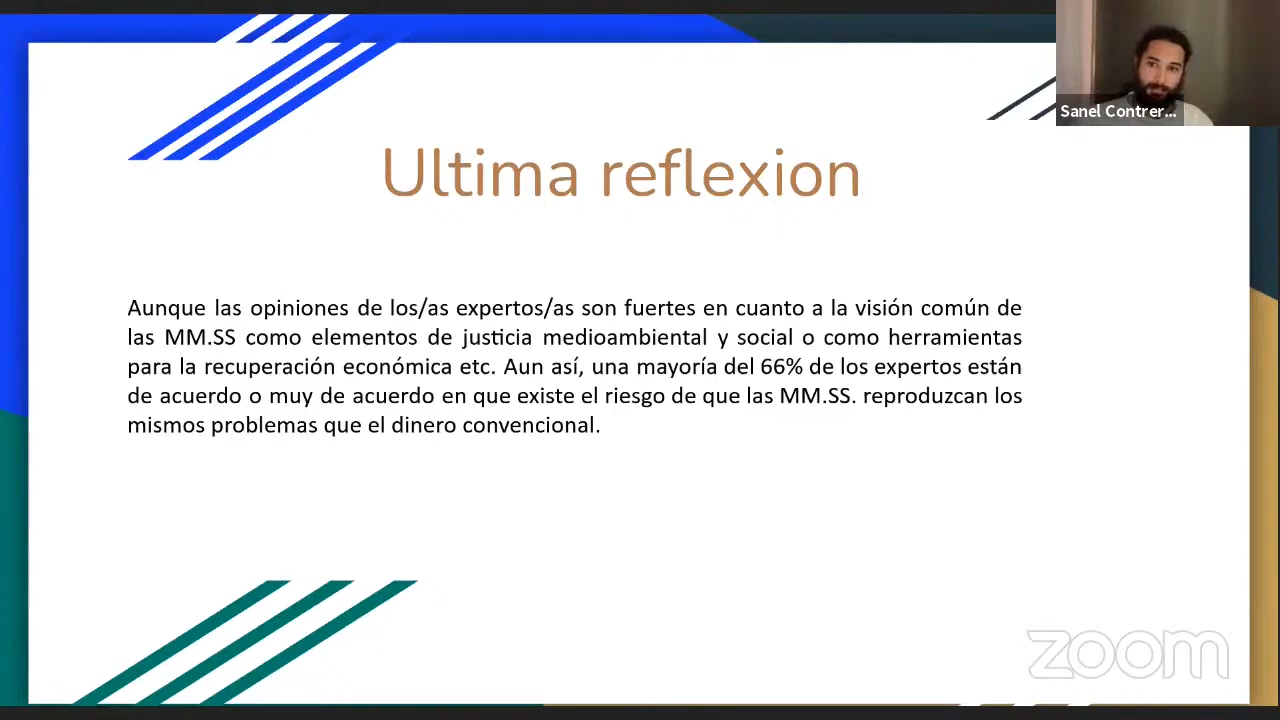 Sanel Contrer...
Ultima reflexion
Aunque las opiniones de los/as expertos/as son fuertes en cuanto a la visión común de
las MM.SS como elementos de justicia medioambiental y social o como herramientas
para la recuperación económica etc. Aun así, una mayoría del 66% de los expertos están
de acuerdo o muy de acuerdo en que existe el riesgo de que las MM.SS. reproduzcan los
mismos problemas que el dinero convencional.
zoom